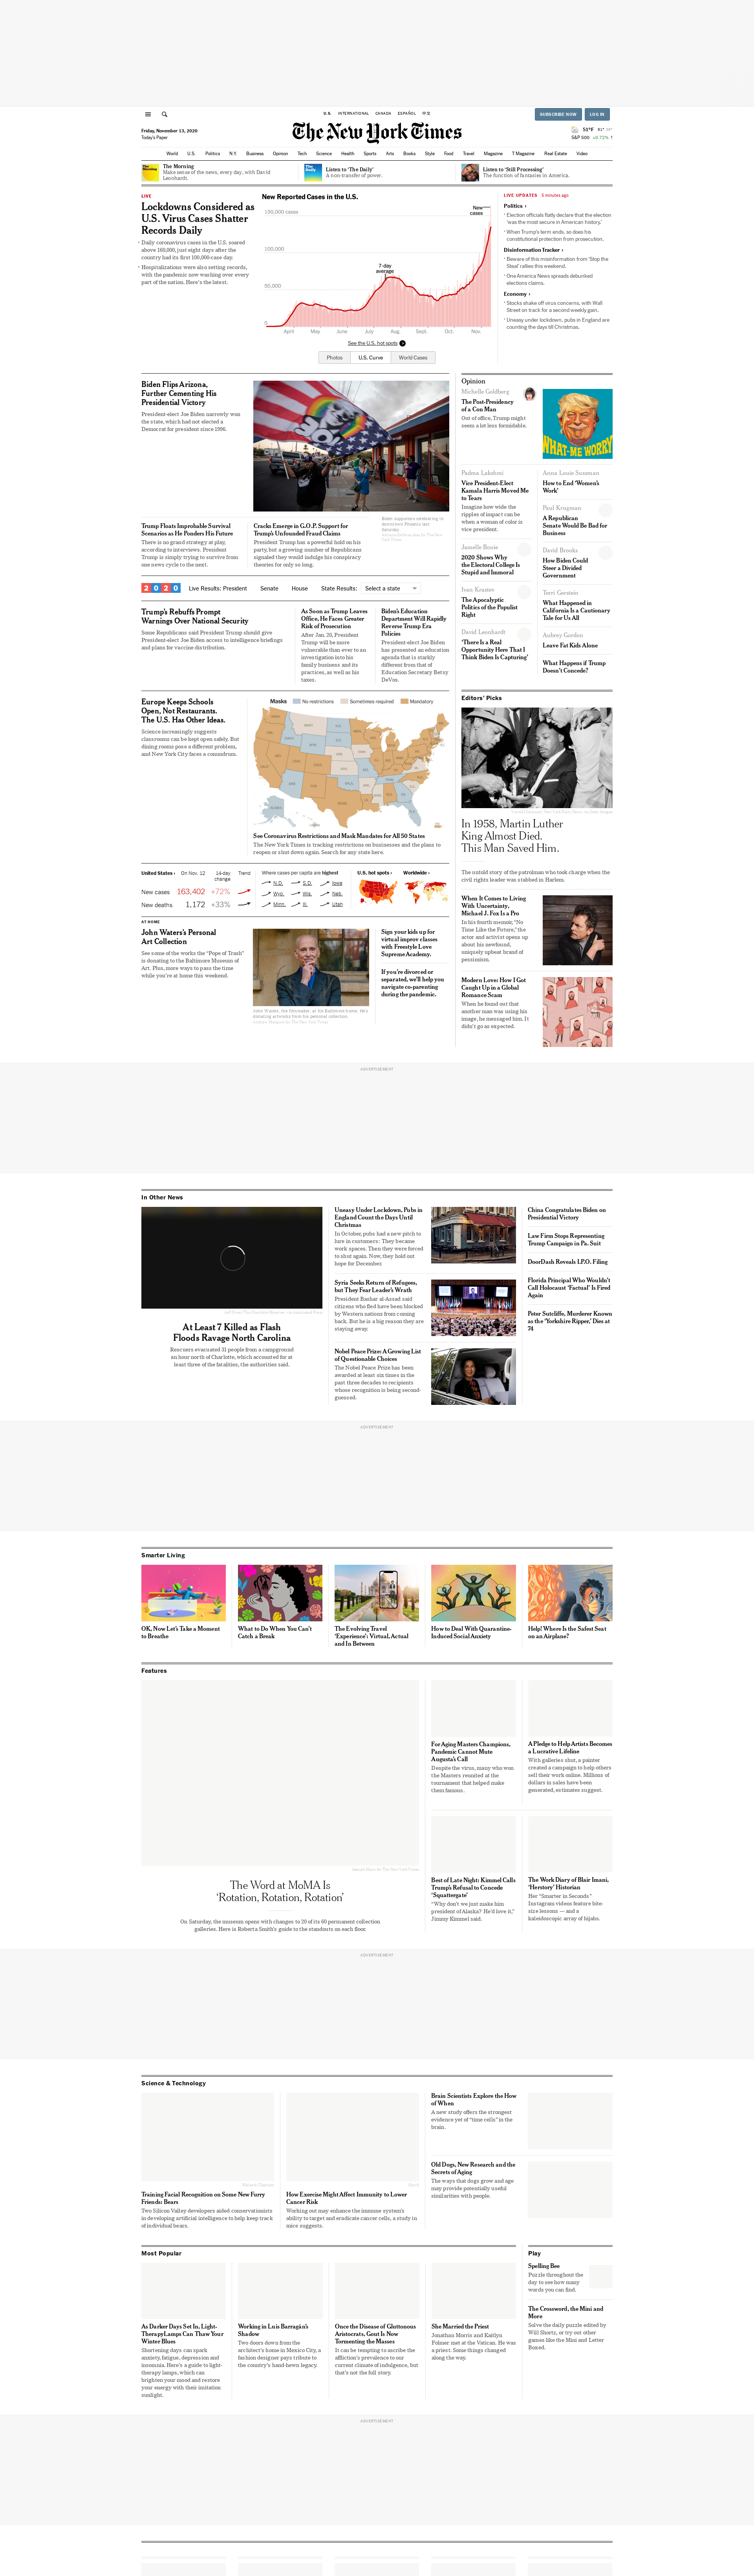 U.S.
INTERNATIONAL
CANADA
ESPAÑOL
中文
SUBSCRIBE NOW
LOG IN
Friday, November 13, 2020
Today's Paper
The New York Times
51°F
S&P 500 +0.72% ↑
World
U.S.
Politics
N.Y.
Business
Opinion
Tech
Science
Health
Sports
Arts
Books
Style
Food
Travel
Magazine
T Magazine
Real Estate
Video
The Morning
Make sense of the news, every day, with David
Leonhardt.
Listen to 'The Daily'
A non-transfer of power.
Listen to 'Still Processing'
The function of fantasies in America.
LIVE
Lockdowns Considered as
U.S. Virus Cases Shatter
Records Daily
Daily coronavirus cases in the U.S. soared
above 160,000, just eight days after the
country had its first 100,000-case day.
Hospitalizations were also setting records,
with the pandemic now washing over every
part of the nation. Here's the latest.
New Reported Cases in the U.S.
150,000 cases
100,000
50,000
0
7-day
average
New
cases
April
May
June
July
Aug.
Sept.
Oct.
Nov.
See the U.S. hot spots
Photos
U.S. Curve
World Cases
LIVE UPDATES 5 minutes ago
Politics ›
Election officials flatly declare that the election
'was the most secure in American history.'
When Trump's term ends, so does his
constitutional protection from prosecution.
Disinformation Tracker ›
Beware of this misinformation from 'Stop the
Steal' rallies this weekend.
One America News spreads debunked
elections claims.
Economy ›
Stocks shake off virus concerns, with Wall
Street on track for a second weekly gain.
Uneasy under lockdown, pubs in England are
counting the days till Christmas.
Biden Flips Arizona,
Further Cementing His
Presidential Victory
President-elect Joe Biden narrowly won
the state, which had not elected a
Democrat for president since 1996.
Biden supporters celebrating in
downtown Phoenix last
Saturday.
Trump Floats Improbable Survival
Scenarios as He Ponders His Future
There is no grand strategy at play,
according to interviews. President
Trump is simply trying to survive from
one news cycle to the next.
Cracks Emerge in G.O.P. Support for
Trump's Unfounded Fraud Claims
President Trump has a powerful hold on his
party, but a growing number of Republicans
signaled they would not indulge his conspiracy
theories for only so long.
2020
Live Results: President
Senate
House
State Results:
Select a state
Trump's Rebuffs Prompt
Warnings Over National Security
Some Republicans said President Trump should give
President-elect Joe Biden access to intelligence briefings
and plans for vaccine distribution.
As Soon as Trump Leaves
Office, He Faces Greater
Risk of Prosecution
After Jan. 20, President
Trump will be more
vulnerable than ever to an
investigation into his
family business and its
practices, as well as his
taxes.
Biden's Education
Department Will Rapidly
Reverse Trump Era
Policies
President-elect Joe Biden
has presented an education
agenda that is starkly
different from that of
Education Secretary Betsy
DeVos.
Europe Keeps Schools
Open, Not Restaurants.
The U.S. Has Other Ideas.
Science increasingly suggests
classrooms can be kept open safely. But
dining rooms pose a different problem,
and New York City faces a conundrum.
Masks
No restrictions
Sometimes required
Mandatory
See Coronavirus Restrictions and Mask Mandates for All 50 States
The New York Times is tracking restrictions on businesses and the plans to
reopen or shut down again. Search for any state here.
United States ›
On Nov. 12
14-day
change
Trend
New cases
163,402
+72%
New deaths
1,172
+33%
Where cases per capita are highest
N.D.
S.D.
Iowa
Wyo.
Wis.
Neb.
Minn.
Ill.
Utah
U.S. hot spots ›
Worldwide ›
AT HOME
John Waters's Personal
Art Collection
See some of the works the "Pope of Trash"
is donating to the Baltimore Museum of
Art. Plus, more ways to pass the time
while you're at home this weekend.
John Waters, the filmmaker, at his Baltimore home. He's
donating artworks from his personal collection.
Sign your kids up for
virtual improv classes
with Freestyle Love
Supreme Academy.
If you're divorced or
separated, we'll help you
navigate co-parenting
during the pandemic.
Opinion
Michelle Goldberg
The Post-Presidency
of a Con Man
Out of office, Trump might
seem a lot less formidable.
WHAT-ME WORRY
Padma Lakshmi
Vice President-Elect
Kamala Harris Moved Me
to Tears
Imagine how wide the
ripples of impact can be
when a woman of color is
vice president.
Jamelle Bouie
2020 Shows Why
the Electoral College Is
Stupid and Immoral
Ivan Krastev
The Apocalyptic
Politics of the Populist
Right
David Leonhardt
'There Is a Real
Opportunity Here That I
Think Biden Is Capturing'
Anna Louie Sussman
How to End 'Women's
Work'
Paul Krugman
A Republican
Senate Would Be Bad for
Business
David Brooks
How Biden Could
Steer a Divided
Government
Terri Gerstein
What Happened in
California Is a Cautionary
Tale for Us All
Aubrey Gordon
Leave Fat Kids Alone
What Happens if Trump
Doesn't Concede?
Editors' Picks
In 1958, Martin Luther
King Almost Died.
This Man Saved Him.
The untold story of the patrolman who took charge when the
civil rights leader was stabbed in Harlem.
When It Comes to Living
With Uncertainty,
Michael J. Fox Is a Pro
In his fourth memoir, "No
Time Like the Future," the
actor and activist opens up
about his newfound,
uniquely upbeat brand of
pessimism.
Modern Love: How I Got
Caught Up in a Global
Romance Scam
When he found out that
another man was using his
image, he messaged him. It
didn't go as expected.
ADVERTISEMENT
In Other News
At Least 7 Killed as Flash
Floods Ravage North Carolina
Rescuers evacuated 31 people from a campground
an hour north of Charlotte, which accounted for at
least three of the fatalities, the authorities said.
Uneasy Under Lockdown, Pubs in
England Count the Days Until
Christmas
In October, pubs had a new pitch to
lure in customers: They became
work spaces. Then they were forced
to shut again. Now, they hold out
hope for December.
Syria Seeks Return of Refugees,
but They Fear Leader's Wrath
President Bashar al-Assad said
citizens who fled have been blocked
by Western countries from coming
back. But he is a big reason they are
staying away.
Nobel Peace Prize: A Growing List
of Questionable Choices
The Nobel Peace Prize has been
awarded at least six times in the
past three decades to recipients
whose recognition is being second-
guessed.
China Congratulates Biden on
Presidential Victory
Law Firm Stops Representing
Trump Campaign in Pa. Suit
DoorDash Reveals I.P.O. Filing
Florida Principal Who Wouldn't
Call Holocaust 'Factual' Is Fired
Again
Peter Sutcliffe, Murderer Known
as the 'Yorkshire Ripper,' Dies at
74
ADVERTISEMENT
Smarter Living
OK, Now Let's Take a Moment
to Breathe
What to Do When You Can't
Catch a Break
The Evolving Travel
'Experience': Virtual, Actual
and In Between
How to Deal With Quarantine-
Induced Social Anxiety
Help! Where Is the Safest Seat
on an Airplane?
Features
The Word at MoMA Is
'Rotation, Rotation, Rotation'
On Saturday, the museum opens with changes to 20 of its 60 permanent collection
galleries. Here is Roberta Smith's guide to the standouts on each floor.
For Aging Masters Champions,
Pandemic Cannot Mute
Augusta's Call
Despite the virus, many who won
the Masters reunited at the
tournament that helped make
them famous.
A Pledge to Help Artists Becomes
a Lucrative Lifeline
With galleries shut, a painter
created a campaign to help others
sell their work online. Millions of
dollars in sales have been
generated, estimates suggest.
Best of Late Night: Kimmel Calls
Trump's Refusal to Concede
'Squattergate'
"Why don't we just make him
president of Alaska? He'd love it,"
Jimmy Kimmel said.
The Work Diary of Blair Imani,
'Herstory' Historian
Her "Smarter in Seconds"
Instagram videos feature bite-
size lessons — and a
kaleidoscopic array of hijabs.
ADVERTISEMENT
Science & Technology
Training Facial Recognition on Some New Furry
Friends: Bears
Two Silicon Valley developers aided conservationists
in developing artificial intelligence to help keep track
of individual bears.
How Exercise Might Affect Immunity to Lower
Cancer Risk
Working out may enhance the immune system's
ability to target and eradicate cancer cells, a study in
mice suggests.
Brain Scientists Explore the How
of When
A new study offers the strongest
evidence yet of "time cells" in the
brain.
Old Dogs, New Research and the
Secrets of Aging
The ways that dogs grow and age
may provide potentially useful
similarities with people.
Most Popular
As Darker Days Set In, Light-
Therapy Lamps Can Thaw Your
Winter Blues
Shortening days can spark
anxiety, fatigue, depression and
insomnia. Here's a guide to light-
therapy lamps, which can
brighten your mood and restore
your energy with their imitation
sunlight.
Working in Luis Barragán's
Shadow
Two doors down from the
architect's home in Mexico City, a
fashion designer pays tribute to
the country's hand-hewn legacy.
Once the Disease of Gluttonous
Aristocrats, Gout Is Now
Tormenting the Masses
It can be tempting to ascribe the
affliction's prevalence to our
current climate of indulgence, but
that's not the full story.
She Married the Priest
Jonathan Morris and Kaitlyn
Folmer met at the Vatican. He was
a priest. Some things changed
along the way.
Play
Spelling Bee
Puzzle throughout the
day to see how many
words you can find.
The Crossword, the Mini and
More
Solve the daily puzzle edited by
Will Shortz, or try out other
games like the Mini and Letter
Boxed.
ADVERTISEMENT